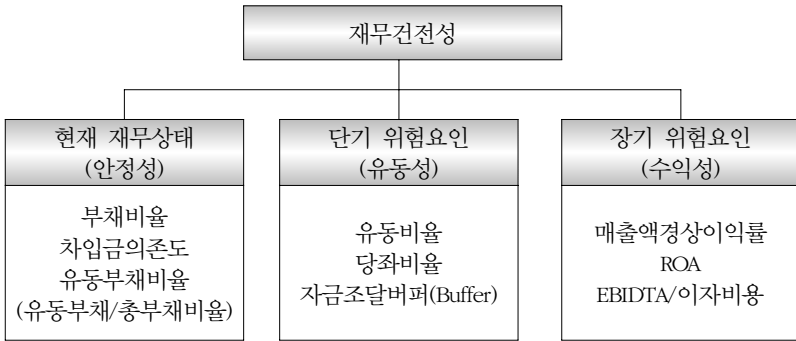 재무건전성
현재 재무상태
(안정성)
부채비율
차입금의존도
유동부채비율
(유동부채/총부채비율)
단기 위험요인
(유동성)
유동비율
당좌비율
자금조달버퍼(Buffer)
장기 위험요인
(수익성)
매출액경상이익률
ROA
EBIDTA/이자비용